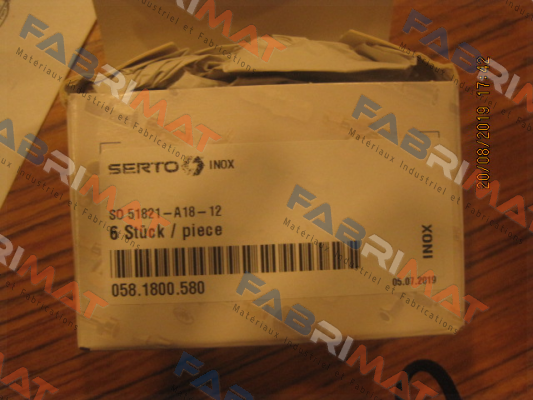 SERTO INOX
SO 51821-A18-12
6 Stück / piece
058.1800.580
05.07.2019
INOX
20/08/2019 17:42
FABRIMAT
Matériaux Industriel et Fabrications